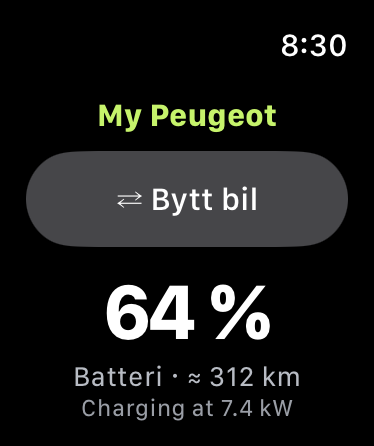 8:30
My Peugeot
⇄ Bytt bil
64 %
Batteri · ≈ 312 km
Charging at 7.4 kW